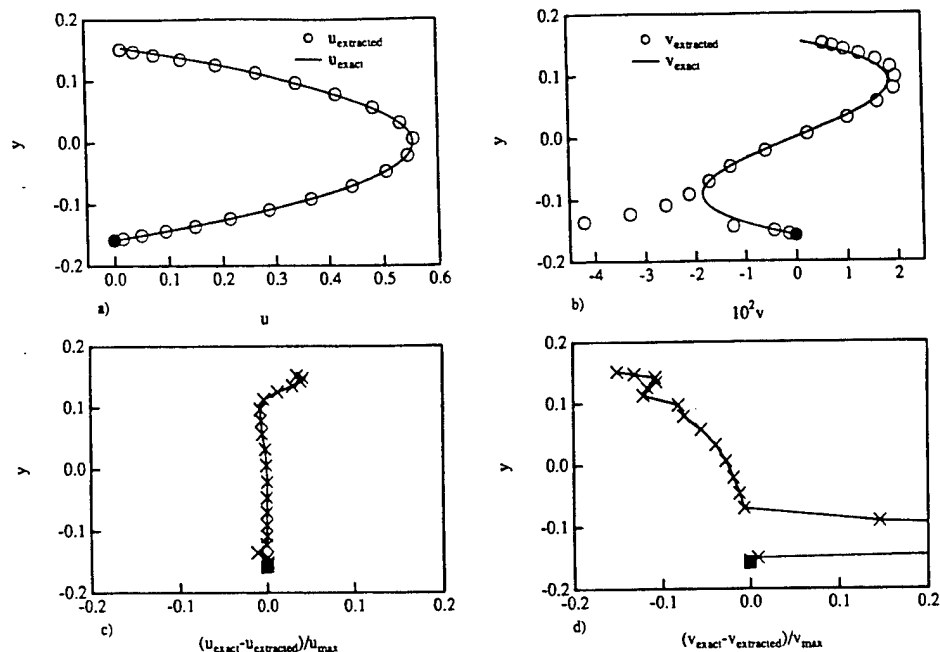 0.2
0.1
0.0
-0.1
-0.2
y
u_extracted
u_exact
0.0 0.1 0.2 0.3 0.4 0.5 0.6
a)
u
0.2
0.1
0.0
-0.1
-0.2
y
v_extracted
v_exact
-4 -3 -2 -1 0 1 2
b)
10²v
0.2
0.1
0.0
-0.1
-0.2
y
-0.2 -0.1 0.0 0.1 0.2
c)
(u_exact-u_extracted)/u_max
0.2
0.1
0.0
-0.1
-0.2
y
-0.2 -0.1 0.0 0.1 0.2
d)
(v_exact-v_extracted)/v_max